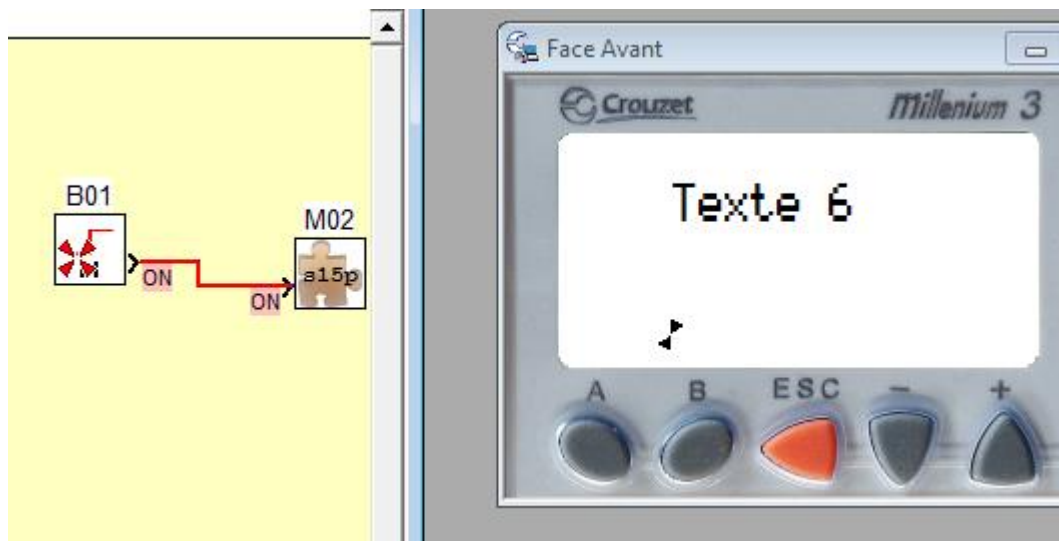 B01
M
ON
M02
s15p
ON
Face Avant
Crouzet
Millenium 3
Texte 6
A B ESC - +